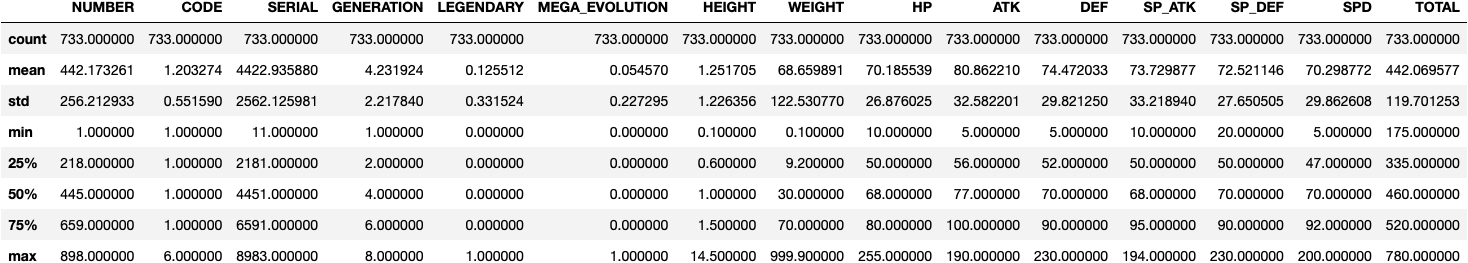 NUMBER CODE SERIAL GENERATION LEGENDARY MEGA_EVOLUTION HEIGHT WEIGHT HP ATK DEF SP_ATK SP_DEF SPD TOTAL
count 733.000000 733.000000 733.000000 733.000000 733.000000 733.000000 733.000000 733.000000 733.000000 733.000000 733.000000 733.000000 733.000000 733.000000 733.000000
mean 442.173261 1.203274 4422.935880 4.231924 0.125512 0.054570 1.251705 68.659891 70.185539 80.862210 74.472033 73.729877 72.521146 70.298772 442.069577
std 256.212933 0.551590 2562.125981 2.217840 0.331524 0.227295 1.226356 122.530770 26.876025 32.582201 29.821250 33.218940 27.650505 29.862608 119.701253
min 1.000000 1.000000 11.000000 1.000000 0.000000 0.000000 0.100000 0.100000 10.000000 5.000000 5.000000 10.000000 20.000000 5.000000 175.000000
25% 218.000000 1.000000 2181.000000 2.000000 0.000000 0.000000 0.600000 9.200000 50.000000 56.000000 52.000000 50.000000 50.000000 47.000000 335.000000
50% 445.000000 1.000000 4451.000000 4.000000 0.000000 0.000000 1.000000 30.000000 68.000000 77.000000 70.000000 68.000000 70.000000 70.000000 460.000000
75% 659.000000 1.000000 6591.000000 6.000000 0.000000 0.000000 1.500000 70.000000 80.000000 100.000000 90.000000 95.000000 90.000000 92.000000 520.000000
max 898.000000 6.000000 8983.000000 8.000000 1.000000 1.000000 14.500000 999.900000 255.000000 190.000000 230.000000 194.000000 230.000000 200.000000 780.000000